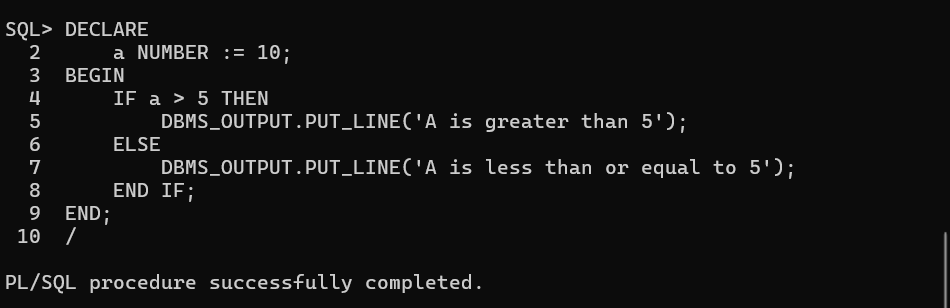 SQL> DECLARE
  2      a NUMBER := 10;
  3  BEGIN
  4      IF a > 5 THEN
  5          DBMS_OUTPUT.PUT_LINE('A is greater than 5');
  6      ELSE
  7          DBMS_OUTPUT.PUT_LINE('A is less than or equal to 5');
  8      END IF;
  9  END;
 10  /
PL/SQL procedure successfully completed.